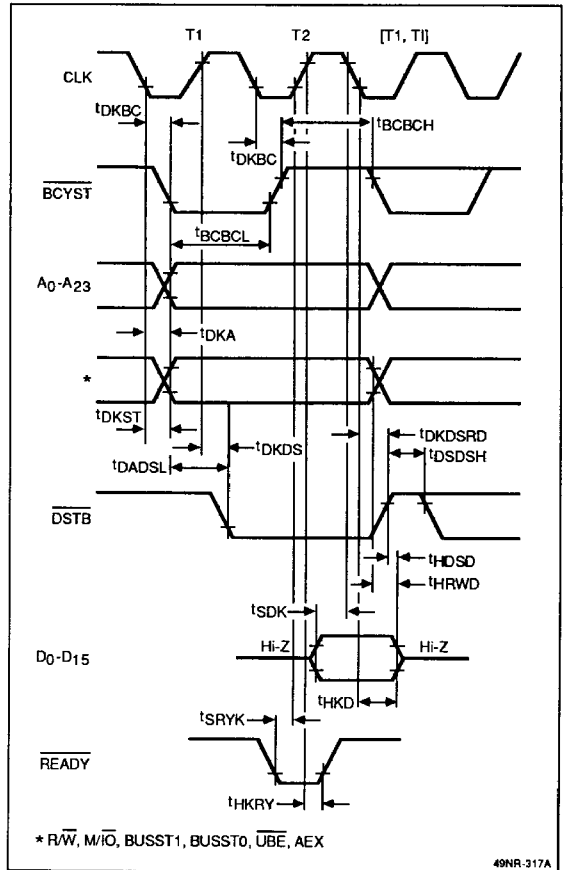 T1 T2 [T1, TI]
CLK
tDKBC
tBCBCH
tDKBC
BCYST
tBCBCL
A0-A23
tDKA
*
tDKST
tDKDSRD
tDKDS
tDSDSH
tDADSL
DSTB
tHDSD
tHRWD
tSDK
Hi-Z Hi-Z
D0-D15
tHKD
tSRYK
READY
tHKRY
* R/W, M/IO, BUSST1, BUSST0, UBE, AEX
49NR-317A